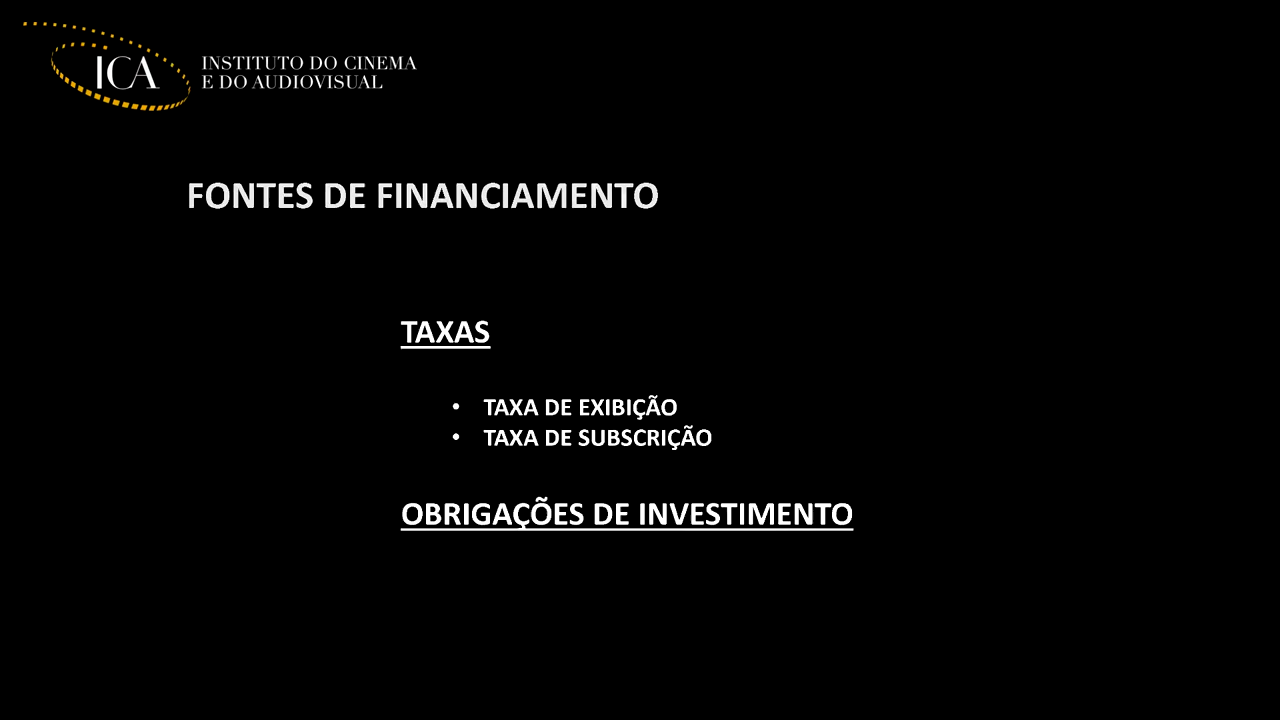 ICA
INSTITUTO DO CINEMA
E DO AUDIOVISUAL
FONTES DE FINANCIAMENTO
TAXAS
• TAXA DE EXIBIÇÃO
• TAXA DE SUBSCRIÇÃO
OBRIGAÇÕES DE INVESTIMENTO